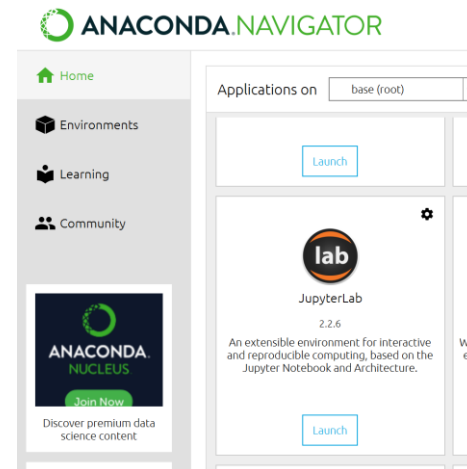 ANACONDA.NAVIGATOR
Home
Environments
Learning
Community
ANACONDA.
NUCLEUS
Join Now
Discover premium data
science content
Applications on base (root)
Launch
lab
JupyterLab
2.2.6
An extensible environment for interactive
and reproducible computing, based on the
Jupyter Notebook and Architecture.
Launch